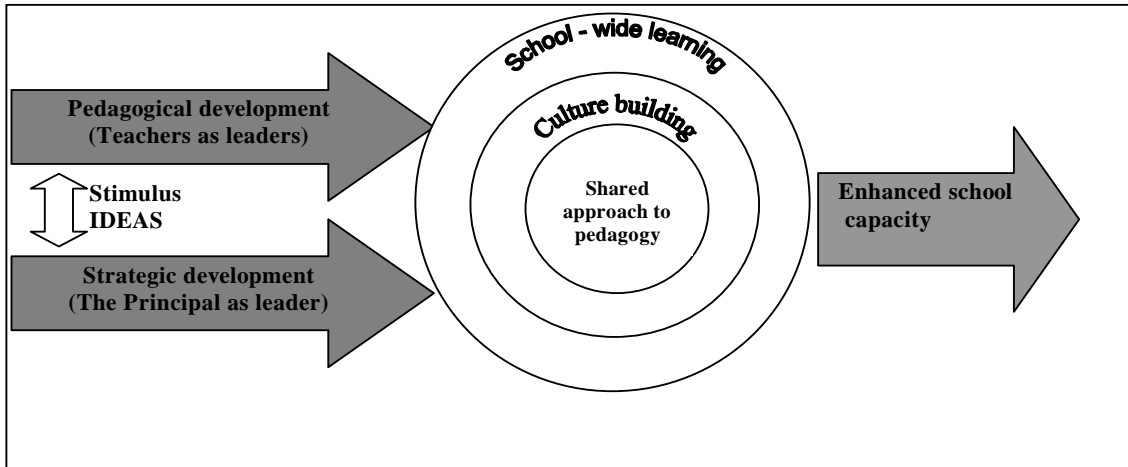 School - wide learning
Culture building
Pedagogical development
(Teachers as leaders)
Stimulus
IDEAS
Strategic development
(The Principal as leader)
Shared
approach to
pedagogy
Enhanced school
capacity